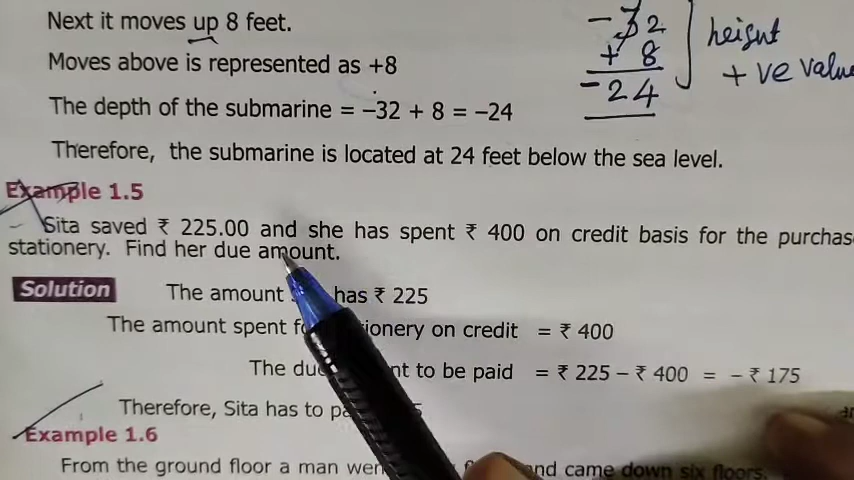 Next it moves up 8 feet.
Moves above is represented as +8
The depth of the submarine = −32 + 8 = −24
Therefore, the submarine is located at 24 feet below the sea level.
-32
+ 8
-24
height
+ve value
Example 1.5
Sita saved ₹ 225.00 and she has spent ₹ 400 on credit basis for the purchas
stationery. Find her due amount.
Solution
The amount has ₹ 225
The amount spent f ionery on credit = ₹ 400
The du nt to be paid = ₹ 225 − ₹ 400 = − ₹ 175
Therefore, Sita has to p 5
Example 1.6
From the ground floor a man wen and came down six floors.